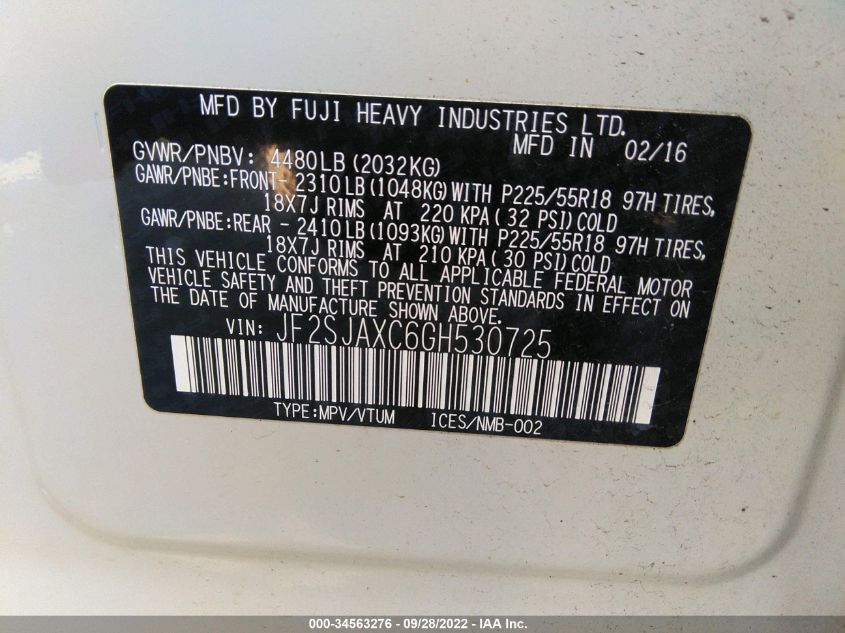 MFD BY FUJI HEAVY INDUSTRIES LTD.
MFD IN 02/16
GVWR/PNBV: 4480LB (2032KG)
GAWR/PNBE:FRONT- 2310LB(1048KG)WITH P225/55R18 97H TIRES,
18X7J RIMS AT 220 KPA( 32 PSI)COLD
GAWR/PNBE:REAR - 2410LB(1093KG)WITH P225/55R18 97H TIRES,
18X7J RIMS AT 210 KPA( 30 PSI)COLD
THIS VEHICLE CONFORMS TO ALL APPLICABLE FEDERAL MOTOR
VEHICLE SAFETY AND THEFT PREVENTION STANDARDS IN EFFECT ON
THE DATE OF MANUFACTURE SHOWN ABOVE.
VIN: JF2SJAXC6GH530725
TYPE:MPV/VTUM ICES/NMB-002
000-34563276 - 09/28/2022 - IAA Inc.